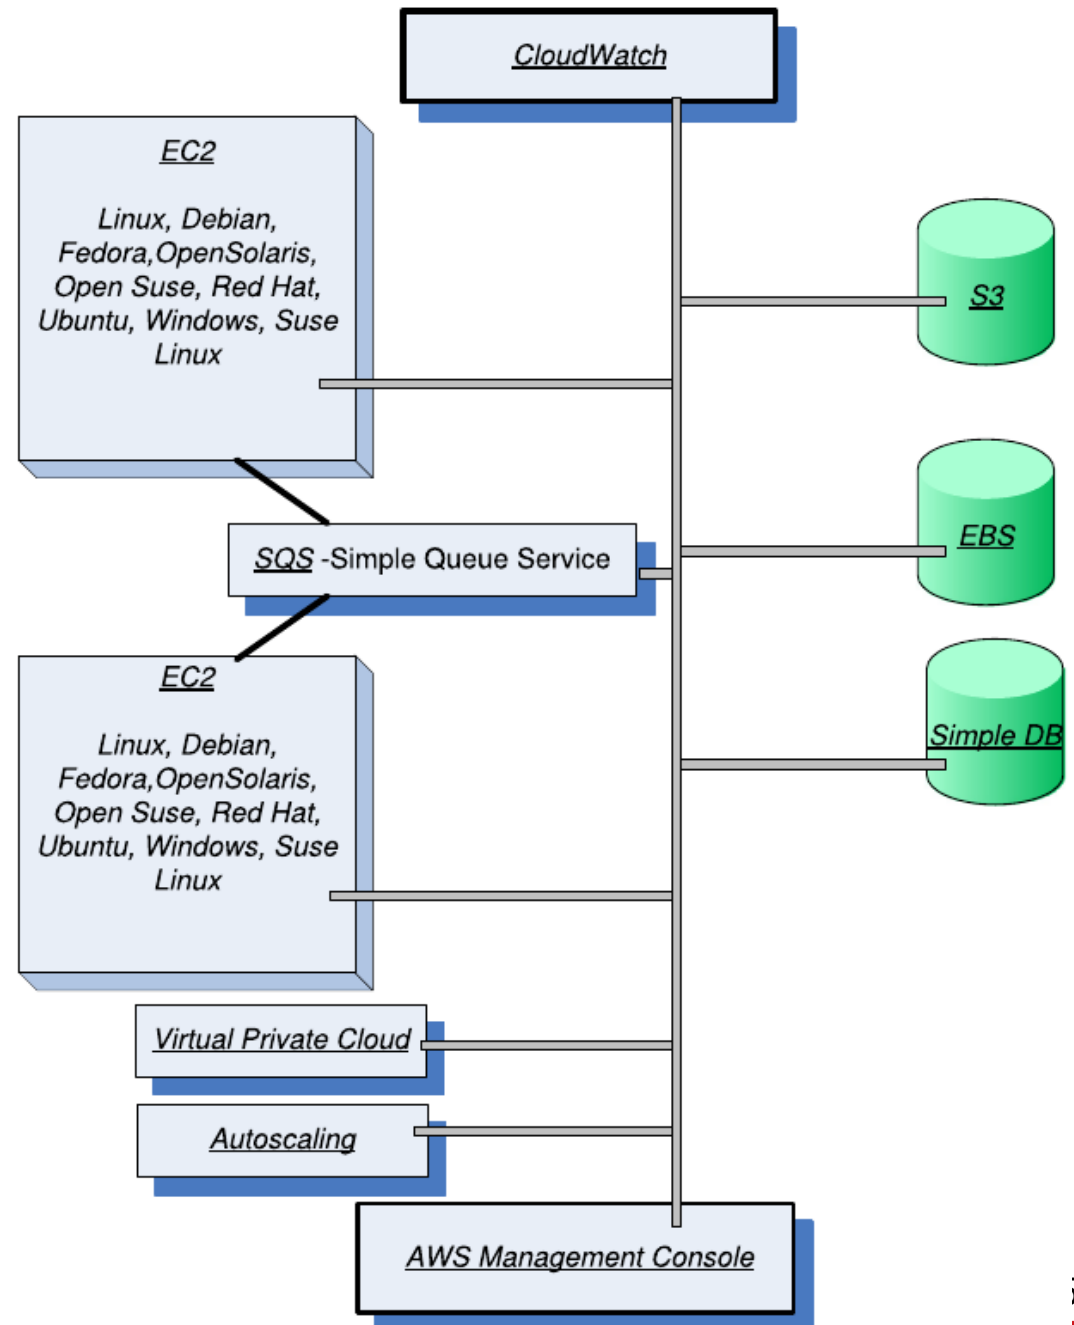 CloudWatch
EC2
Linux, Debian,
Fedora,OpenSolaris,
Open Suse, Red Hat,
Ubuntu, Windows, Suse
Linux
S3
EBS
SQS -Simple Queue Service
EC2
Linux, Debian,
Fedora,OpenSolaris,
Open Suse, Red Hat,
Ubuntu, Windows, Suse
Linux
Simple DB
Virtual Private Cloud
Autoscaling
AWS Management Console